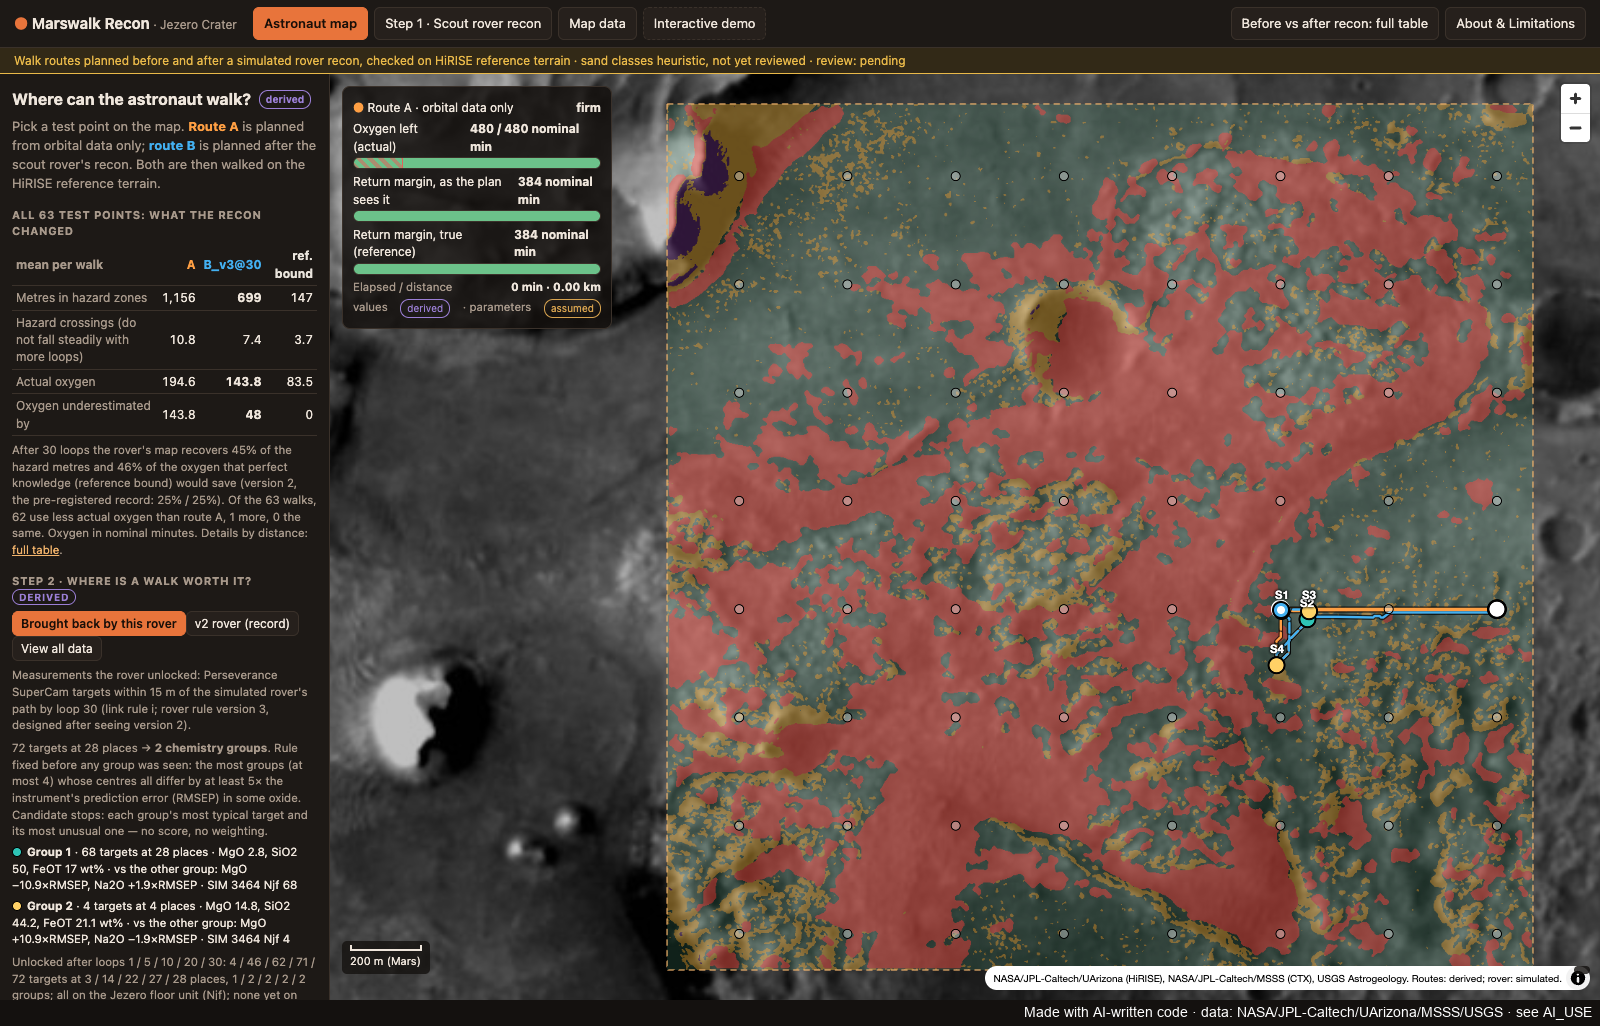 Marswalk Recon · Jezero Crater
Astronaut map
Step 1 · Scout rover recon
Map data
Interactive demo
Before vs after recon: full table
About & Limitations
Walk routes planned before and after a simulated rover recon, checked on HiRISE reference terrain · sand classes heuristic, not yet reviewed · review: pending
Where can the astronaut walk? derived
Pick a test point on the map. Route A is planned
from orbital data only; route B is planned after the
scout rover's recon. Both are then walked on the
HiRISE reference terrain.
ALL 63 TEST POINTS: WHAT THE RECON
CHANGED
mean per walk A B_v3@30 ref. bound
Metres in hazard zones 1,156 699 147
Hazard crossings (do
not fall steadily with 10.8 7.4 3.7
more loops)
Actual oxygen 194.6 143.8 83.5
Oxygen underestimated
by 143.8 48 0
After 30 loops the rover's map recovers 45% of the
hazard metres and 46% of the oxygen that perfect
knowledge (reference bound) would save (version 2,
the pre-registered record: 25% / 25%). Of the 63 walks,
62 use less actual oxygen than route A, 1 more, 0 the
same. Oxygen in nominal minutes. Details by distance:
full table.
STEP 2 · WHERE IS A WALK WORTH IT?
DERIVED
Brought back by this rover
v2 rover (record)
View all data
Measurements the rover unlocked: Perseverance
SuperCam targets within 15 m of the simulated rover's
path by loop 30 (link rule i; rover rule version 3,
designed after seeing version 2).
72 targets at 28 places → 2 chemistry groups. Rule
fixed before any group was seen: the most groups (at
most 4) whose centres all differ by at least 5× the
instrument's prediction error (RMSEP) in some oxide.
Candidate stops: each group's most typical target and
its most unusual one — no score, no weighting.
Group 1 · 68 targets at 28 places · MgO 2.8, SiO2
50, FeOT 17 wt% · vs the other group: MgO
−10.9×RMSEP, Na2O +1.9×RMSEP · SIM 3464 Njf 68
Group 2 · 4 targets at 4 places · MgO 14.8, SiO2
44.2, FeOT 21.1 wt% · vs the other group: MgO
+10.9×RMSEP, Na2O −1.9×RMSEP · SIM 3464 Njf 4
Unlocked after loops 1 / 5 / 10 / 20 / 30: 4 / 46 / 62 / 71 /
72 targets at 3 / 14 / 22 / 27 / 28 places, 1 / 2 / 2 / 2 / 2
groups; all on the Jezero floor unit (Njf); none yet on
Route A · orbital data only firm
Oxygen left (actual) 480 / 480 nominal min
Return margin, as the plan sees it 384 nominal min
Return margin, true (reference) 384 nominal min
Elapsed / distance 0 min · 0.00 km
values derived · parameters assumed
+
−
S1
S3
S2
S4
200 m (Mars)
NASA/JPL-Caltech/UArizona (HiRISE), NASA/JPL-Caltech/MSSS (CTX), USGS Astrogeology. Routes: derived; rover: simulated.
Made with AI-written code · data: NASA/JPL-Caltech/UArizona/MSSS/USGS · see AI_USE